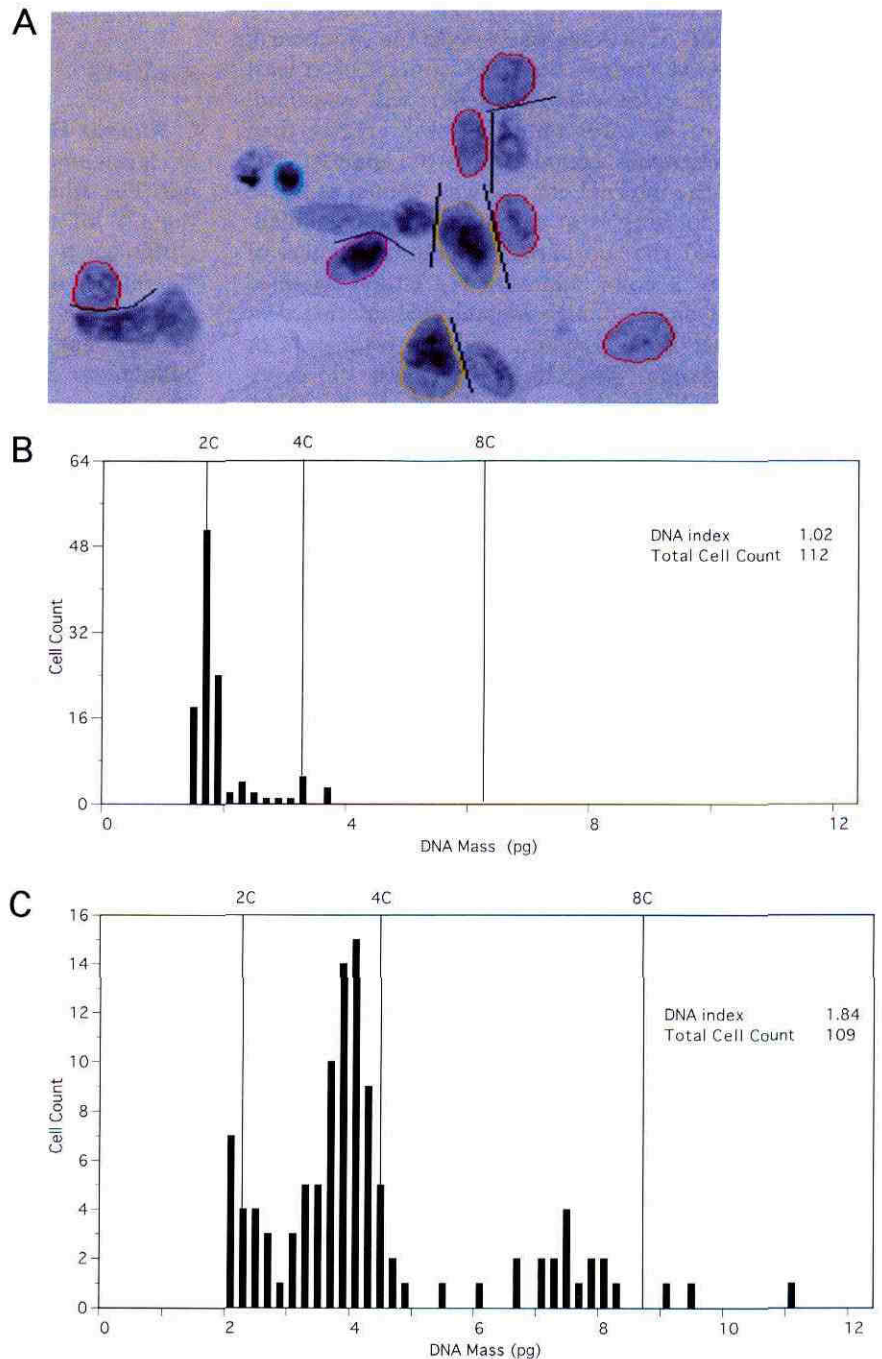 A
B
2C 4C 8C
64
48
32
16
0
Cell Count
DNA index 1.02
Total Cell Count 112
0 4 8 12
DNA Mass (pg)
C
2C 4C 8C
16
14
12
10
8
6
4
2
0
Cell Count
DNA index 1.84
Total Cell Count 109
0 2 4 6 8 10 12
DNA Mass (pg)